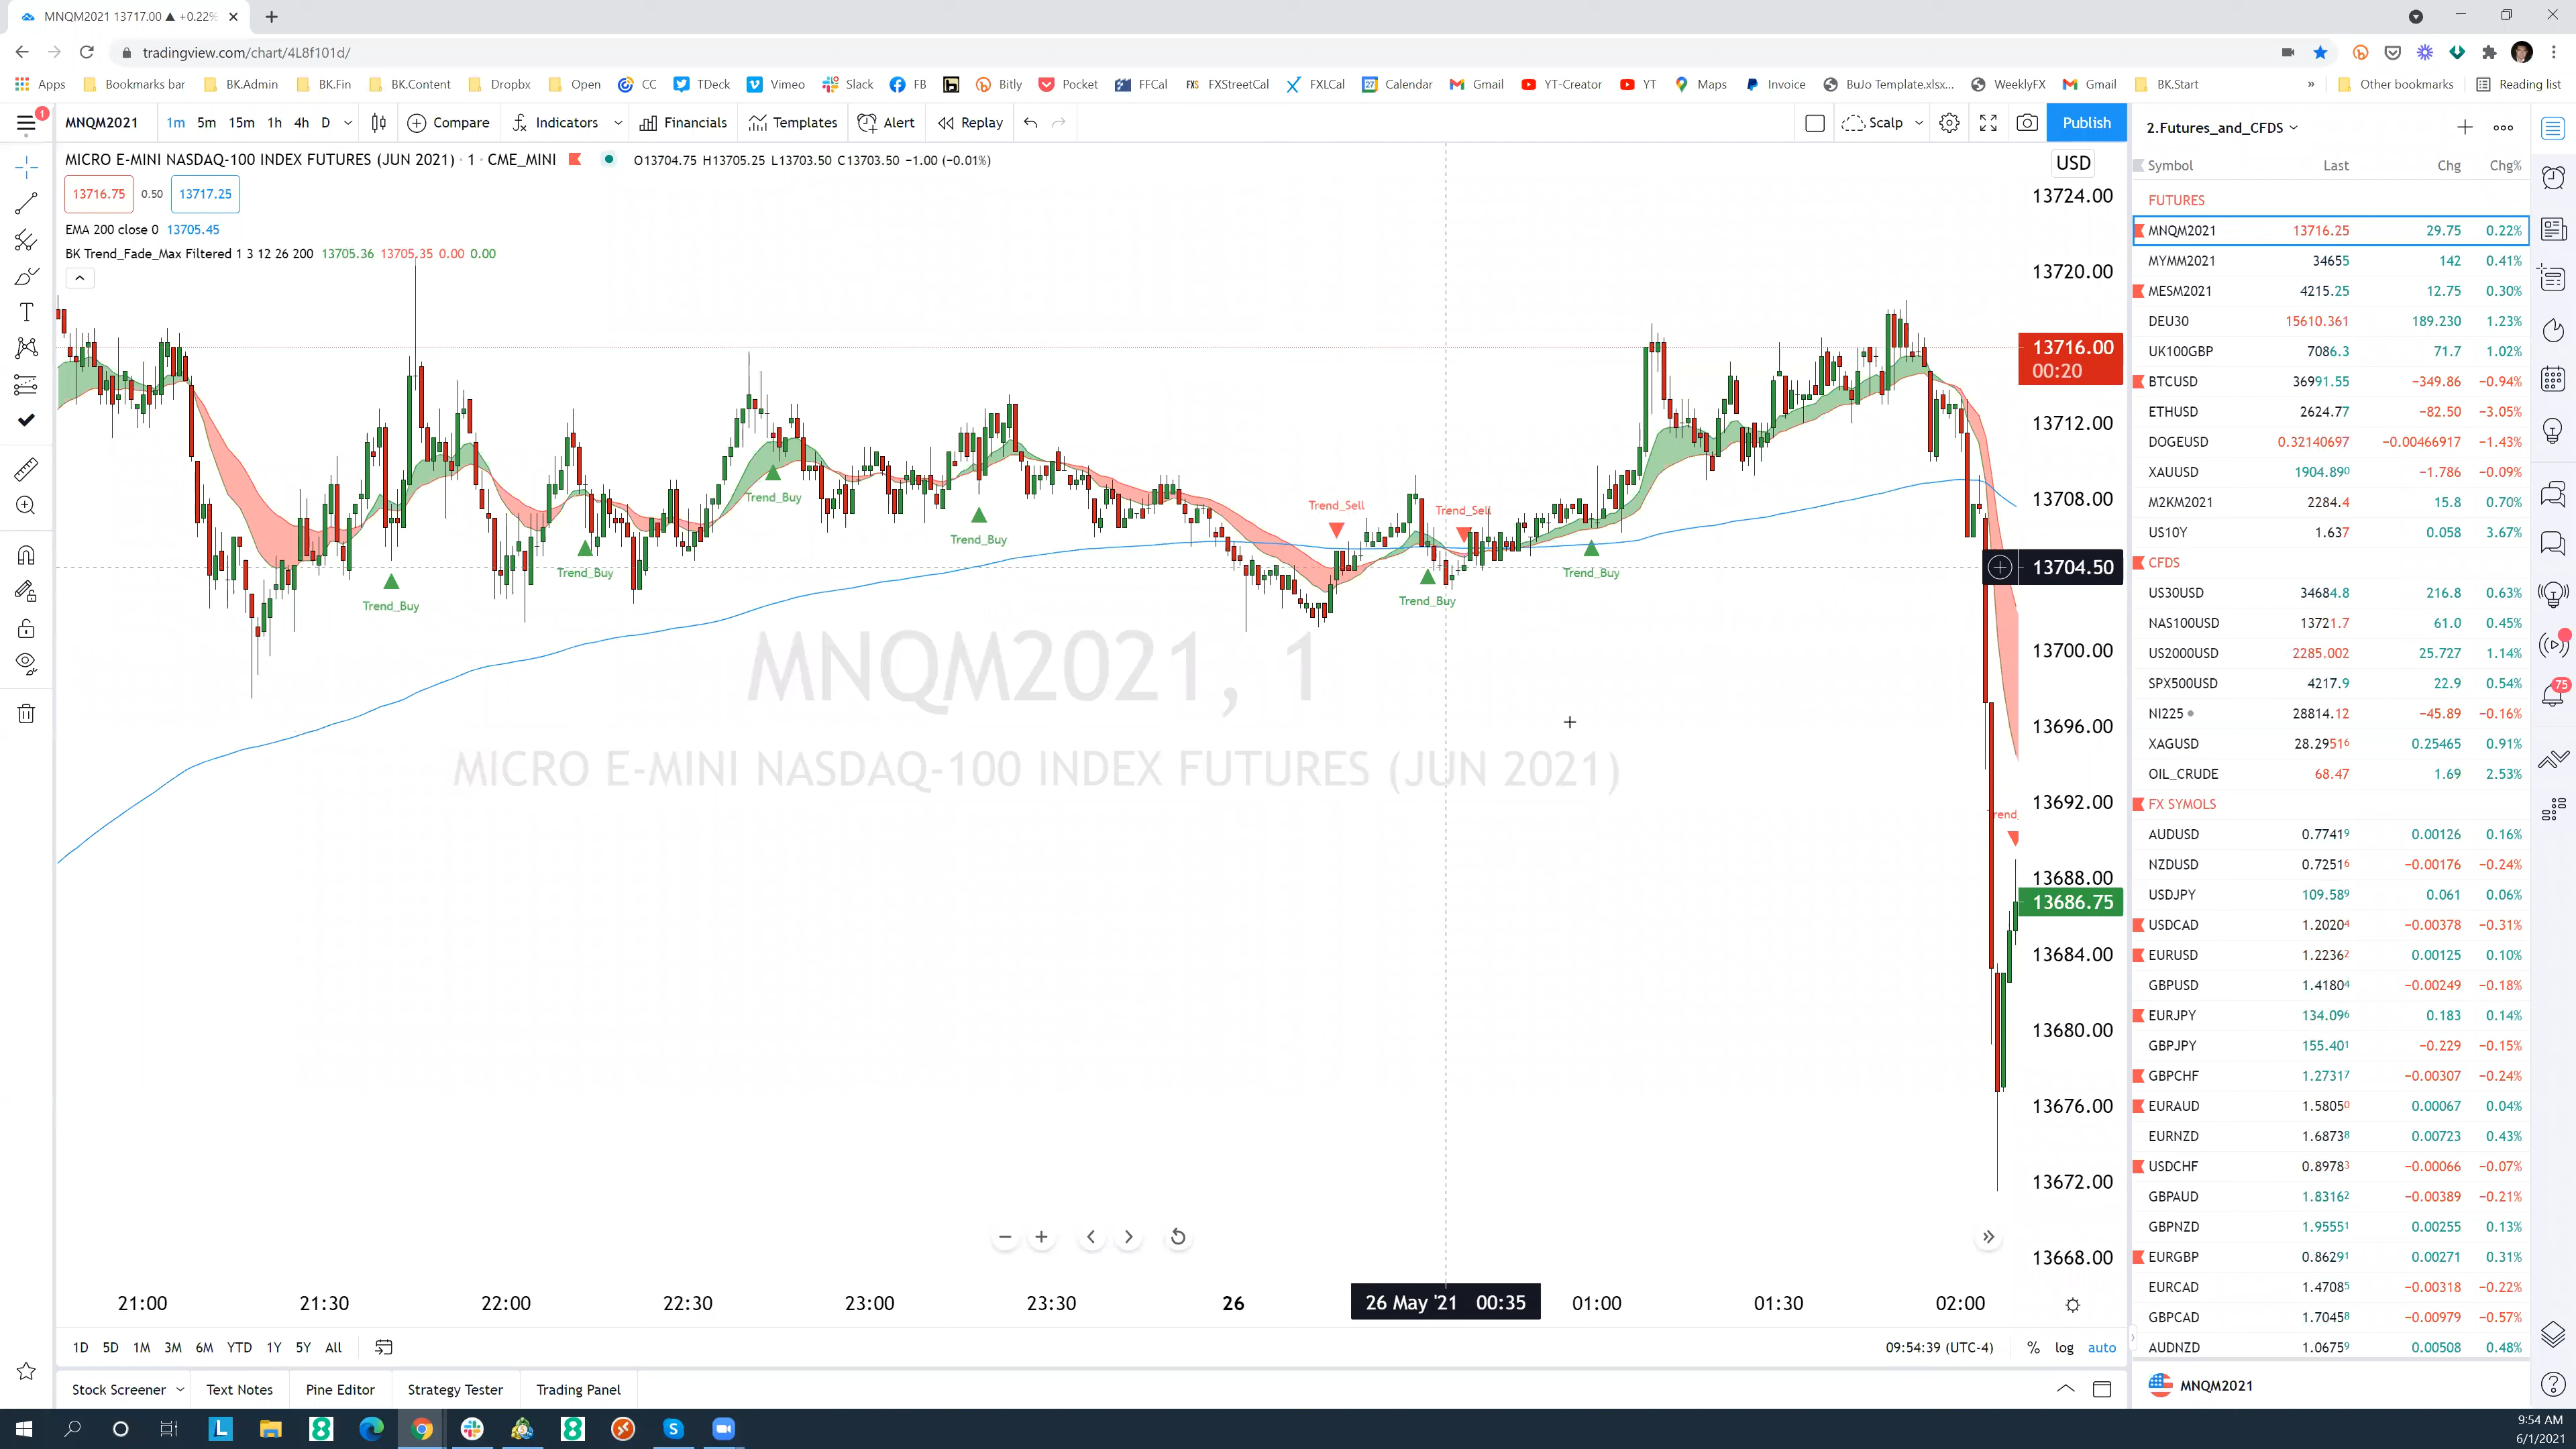 MNQM2021 13717.00 ▲ +0.22%
tradingview.com/chart/4L8f101d/
Apps Bookmarks bar BK.Admin BK.Fin BK.Content Dropbx Open CC TDeck Vimeo Slack FB Bitly Pocket FFCal FXStreetCal FXLCal Calendar Gmail YT-Creator YT Maps Invoice BuJo Template.xlsx... WeeklyFX Gmail BK.Start » Other bookmarks Reading list
1 MNQM2021 1m 5m 15m 1h 4h D Compare Indicators Financials Templates Alert Replay Scalp Publish
MICRO E-MINI NASDAQ-100 INDEX FUTURES (JUN 2021) · 1 · CME_MINI O13704.75 H13705.25 L13703.50 C13703.50 −1.00 (−0.01%)
13716.75 0.50 13717.25
EMA 200 close 0 13705.45
BK Trend_Fade_Max Filtered 1 3 12 26 200 13705.36 13705.35 0.00 0.00
Trend_Buy
Trend_Buy
Trend_Buy
Trend_Buy
Trend_Sell
Trend_Buy
Trend_Sell
Trend_Buy
MNQM2021, 1
MICRO E-MINI NASDAQ-100 INDEX FUTURES (JUN 2021)
USD
13724.00
13720.00
13716.00
00:20
13712.00
13708.00
13704.50
13700.00
13696.00
13692.00
13688.00
13686.75
13684.00
13680.00
13676.00
13672.00
13668.00
21:00 21:30 22:00 22:30 23:00 23:30 26 26 May '21 00:35 01:00 01:30 02:00
1D 5D 1M 3M 6M YTD 1Y 5Y All 09:54:39 (UTC-4) % log auto
Stock Screener Text Notes Pine Editor Strategy Tester Trading Panel
2.Futures_and_CFDS
Symbol Last Chg Chg%
FUTURES
MNQM2021 13716.25 29.75 0.22%
MYMM2021 34655 142 0.41%
MESM2021 4215.25 12.75 0.30%
DEU30 15610.361 189.230 1.23%
UK100GBP 7086.3 71.7 1.02%
BTCUSD 36991.55 −349.86 −0.94%
ETHUSD 2624.77 −82.50 −3.05%
DOGEUSD 0.32140697 −0.00466917 −1.43%
XAUUSD 1904.890 −1.786 −0.09%
M2KM2021 2284.4 15.8 0.70%
US10Y 1.637 0.058 3.67%
CFDS
US30USD 34684.8 216.8 0.63%
NAS100USD 13721.7 61.0 0.45%
US2000USD 2285.002 25.727 1.14%
SPX500USD 4217.9 22.9 0.54%
NI225 28814.12 −45.89 −0.16%
XAGUSD 28.29516 0.25465 0.91%
OIL_CRUDE 68.47 1.69 2.53%
FX SYMOLS
AUDUSD 0.77419 0.00126 0.16%
NZDUSD 0.72516 −0.00176 −0.24%
USDJPY 109.589 0.061 0.06%
USDCAD 1.20204 −0.00378 −0.31%
EURUSD 1.22362 0.00125 0.10%
GBPUSD 1.41804 −0.00249 −0.18%
EURJPY 134.096 0.183 0.14%
GBPJPY 155.401 −0.229 −0.15%
GBPCHF 1.27317 −0.00307 −0.24%
EURAUD 1.58050 0.00067 0.04%
EURNZD 1.68738 0.00723 0.43%
USDCHF 0.89783 −0.00066 −0.07%
GBPAUD 1.83162 −0.00389 −0.21%
GBPNZD 1.95551 0.00255 0.13%
EURGBP 0.86291 0.00271 0.31%
EURCAD 1.47085 −0.00318 −0.22%
GBPCAD 1.70458 −0.00979 −0.57%
AUDNZD 1.06759 0.00508 0.48%
MNQM2021
75
9:54 AM
6/1/2021